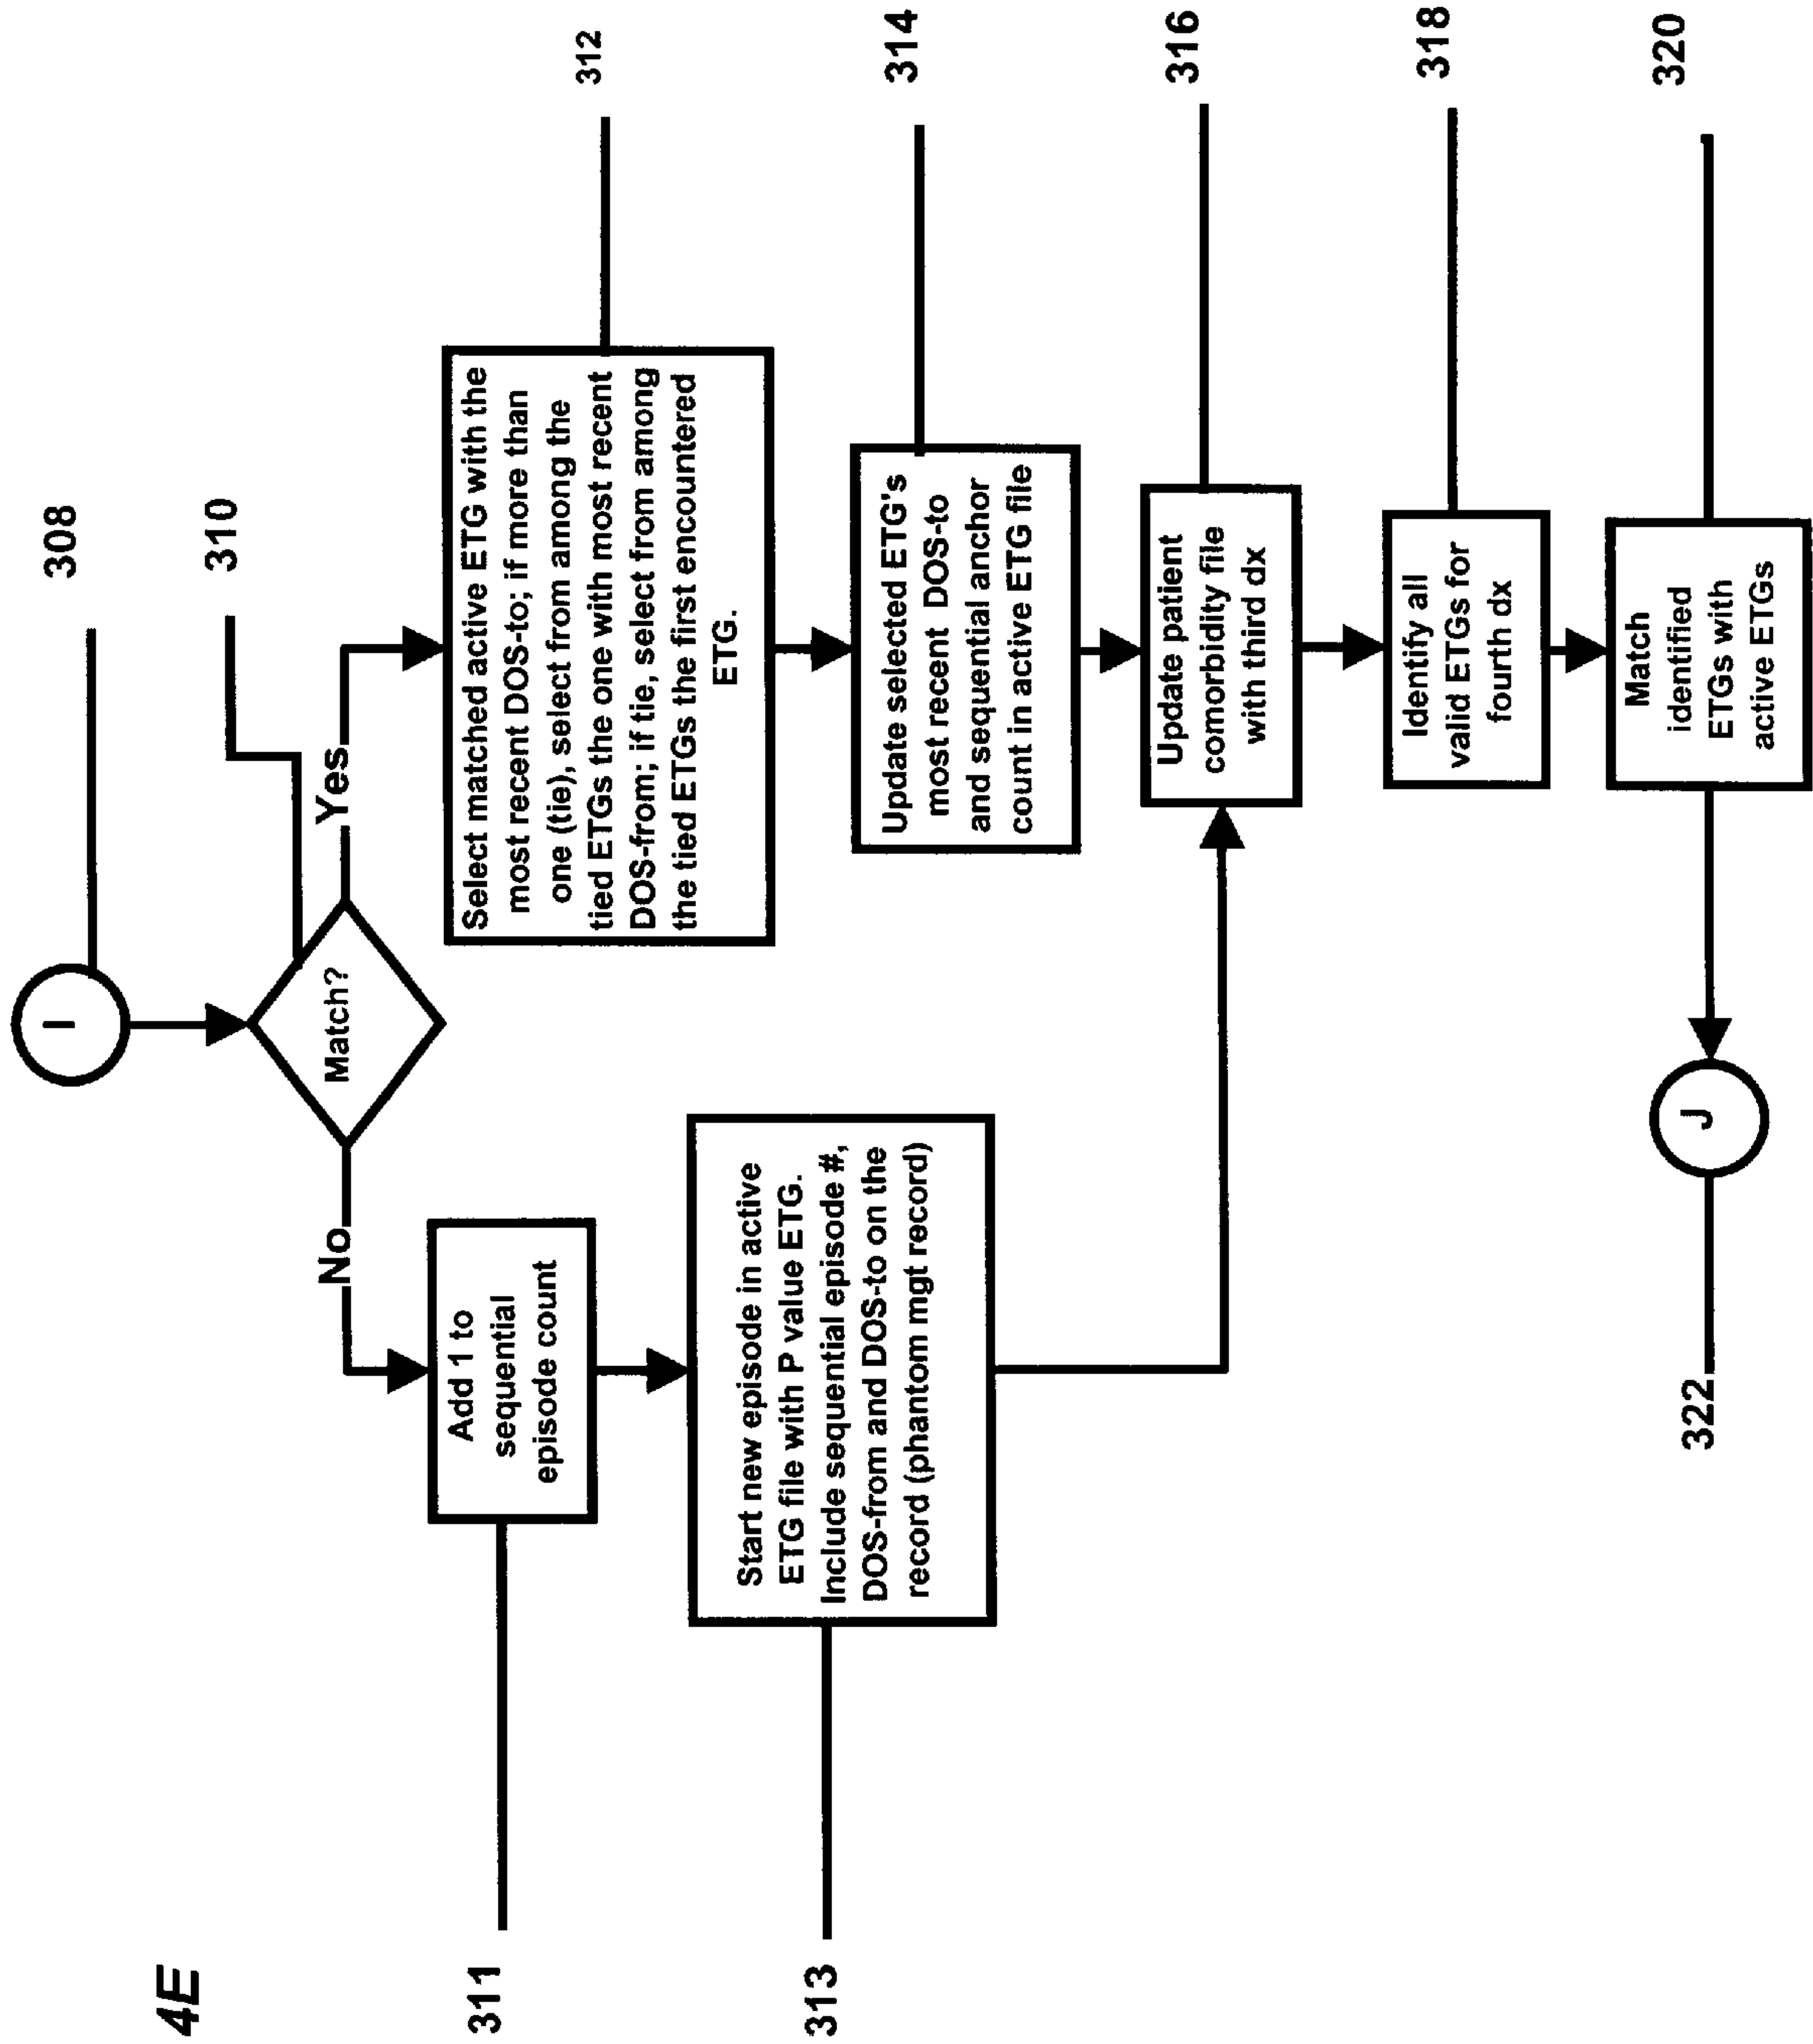 4E
308
I
310
Match?
No
Yes
311
Add 1 to
sequential
episode count
312
Select matched active ETG with the
most recent DOS-to; if more than
one (tie), select from among the
tied ETGs the one with most recent
DOS-from; if tie, select from among
the tied ETGs the first encountered
ETG.
313
Start new episode in active
ETG file with P value ETG.
Include sequential episode #,
DOS-from and DOS-to on the
record (phantom mgt record)
314
Update selected ETG's
most recent DOS-to
and sequential anchor
count in active ETG file
316
Update patient
comorbidity file
with third dx
318
Identify all
valid ETGs for
fourth dx
320
Match
identified
ETGs with
active ETGs
322
J